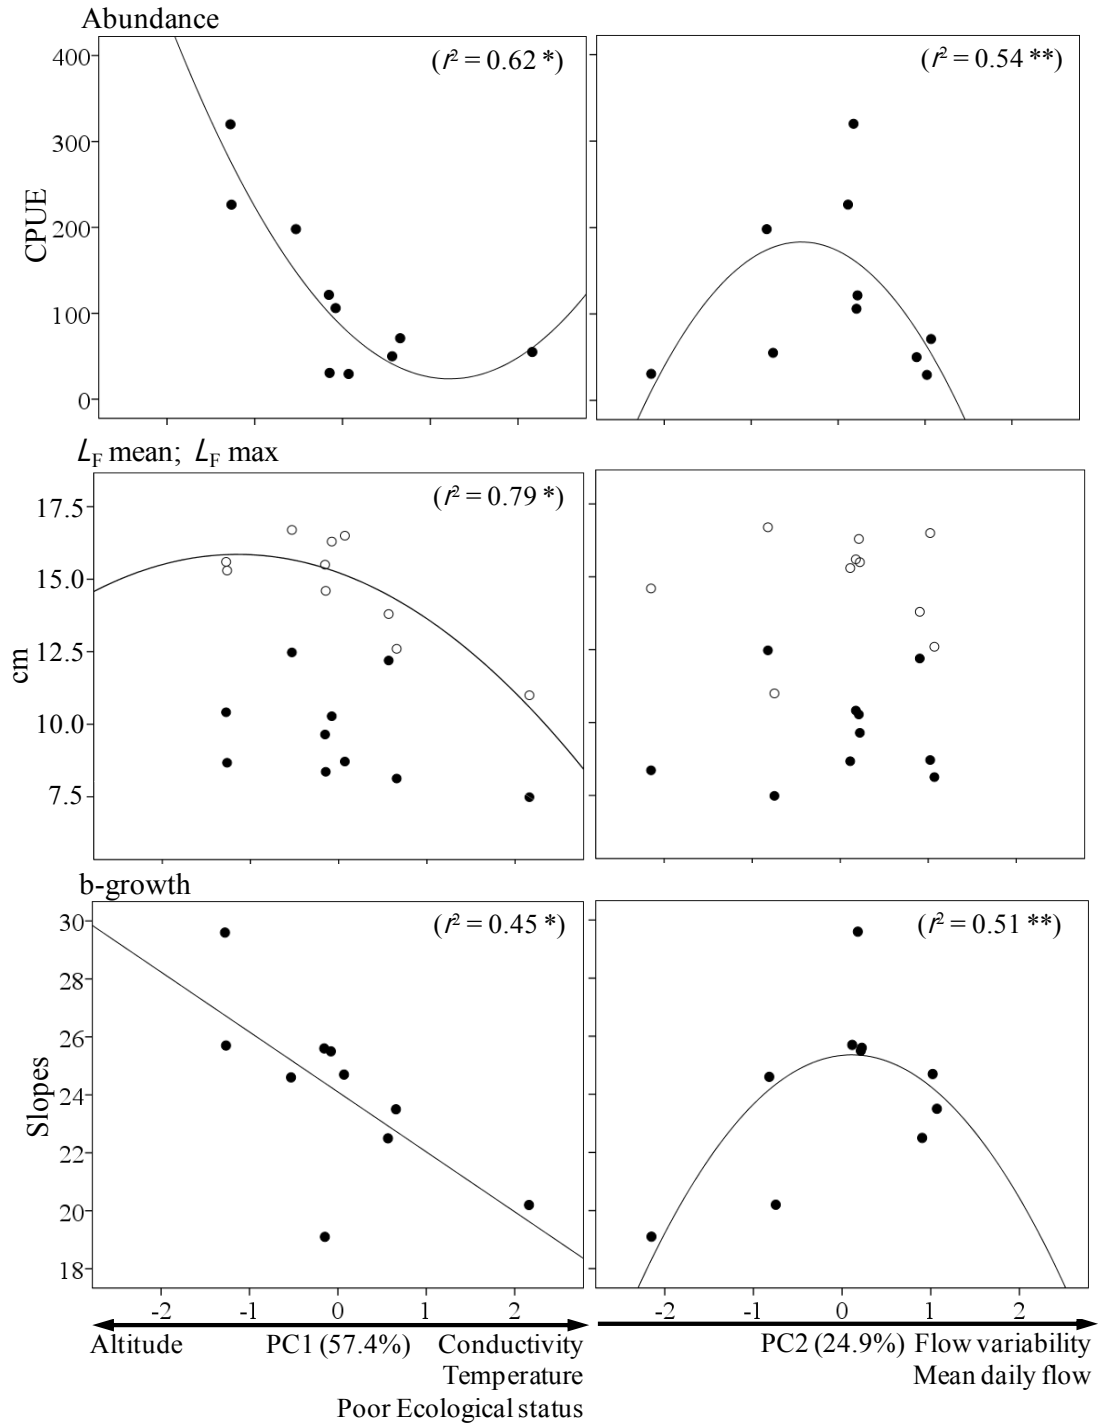 Abundance
(r² = 0.62 *)
(r² = 0.54 **)
400
300
200
100
0
CPUE
L_F mean; L_F max
(r² = 0.79 *)
17.5
15.0
12.5
10.0
7.5
cm
b-growth
(r² = 0.45 *)
(r² = 0.51 **)
30
28
26
24
22
20
18
Slopes
-2 -1 0 1 2
-2 -1 0 1 2
Altitude PC1 (57.4%) Conductivity
Temperature
Poor Ecological status
PC2 (24.9%) Flow variability
Mean daily flow